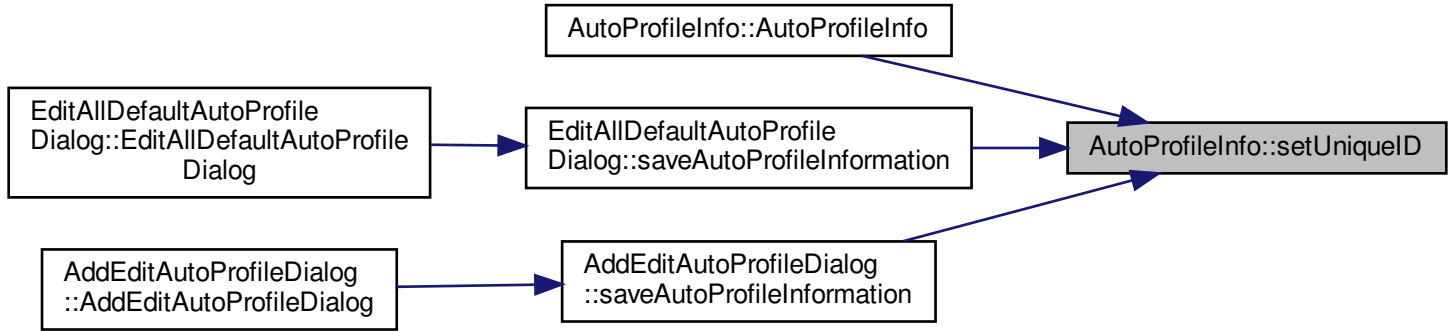 AutoProfileInfo::AutoProfileInfo
EditAllDefaultAutoProfile
Dialog::EditAllDefaultAutoProfile
Dialog
EditAllDefaultAutoProfile
Dialog::saveAutoProfileInformation
AutoProfileInfo::setUniqueID
AddEditAutoProfileDialog
::AddEditAutoProfileDialog
AddEditAutoProfileDialog
::saveAutoProfileInformation